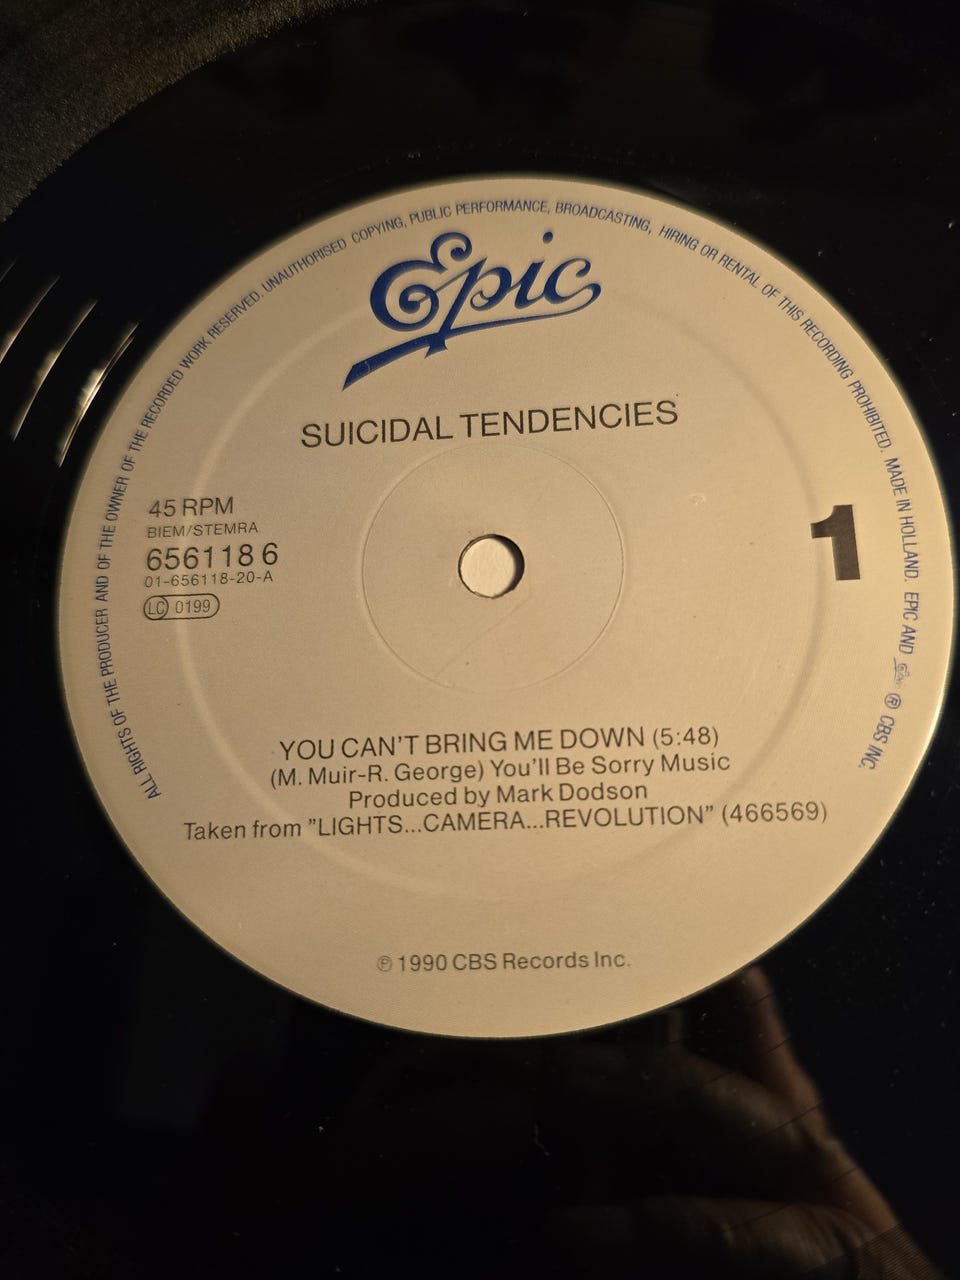 ALL RIGHTS OF THE PRODUCER AND OF THE OWNER OF THE RECORDED WORK RESERVED. UNAUTHORISED COPYING, PUBLIC PERFORMANCE, BROADCASTING, HIRING OR RENTAL OF THIS RECORDING PROHIBITED. MADE IN HOLLAND. EPIC AND Epic ® CBS INC.
Epic
SUICIDAL TENDENCIES
45 RPM
BIEM/STEMRA
656118 6
01-656118-20-A
LC 0199
1
YOU CAN'T BRING ME DOWN (5:48)
(M. Muir-R. George) You'll Be Sorry Music
Produced by Mark Dodson
Taken from "LIGHTS...CAMERA...REVOLUTION" (466569)
℗ 1990 CBS Records Inc.